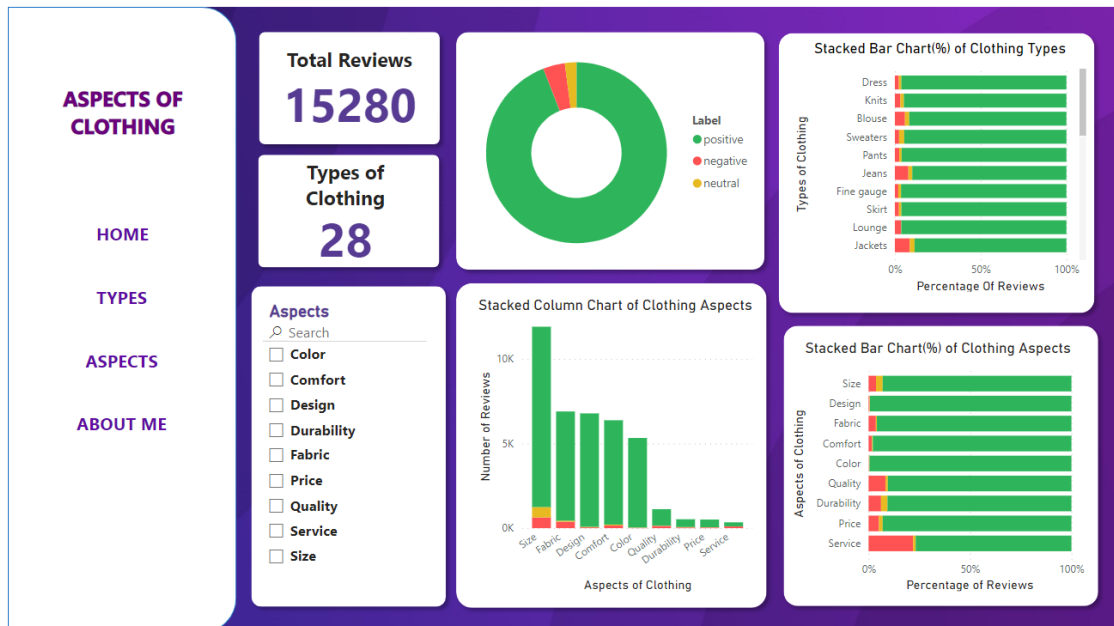 ASPECTS OF
CLOTHING
HOME
TYPES
ASPECTS
ABOUT ME
Total Reviews
15280
Types of
Clothing
28
Aspects
Search
Color
Comfort
Design
Durability
Fabric
Price
Quality
Service
Size
Label
positive
negative
neutral
Stacked Column Chart of Clothing Aspects
Number of Reviews
10K
5K
0K
Size
Fabric
Design
Comfort
Color
Quality
Durability
Price
Service
Aspects of Clothing
Stacked Bar Chart(%) of Clothing Types
Types of Clothing
Dress
Knits
Blouse
Sweaters
Pants
Jeans
Fine gauge
Skirt
Lounge
Jackets
0% 50% 100%
Percentage Of Reviews
Stacked Bar Chart(%) of Clothing Aspects
Aspects of Clothing
Size
Design
Fabric
Comfort
Color
Quality
Durability
Price
Service
0% 50% 100%
Percentage of Reviews